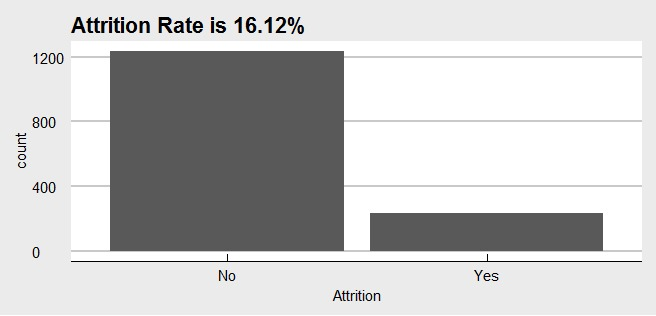 Attrition Rate is 16.12%
1200
800
400
0
count
No Yes
Attrition